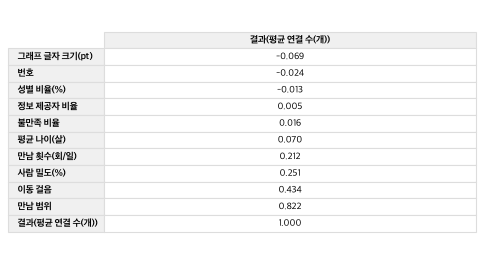 결과(평균 연결 수(개))
그래프 글자 크기(pt) -0.069
번호 -0.024
성별 비율(%) -0.013
정보 제공자 비율 0.005
불만족 비율 0.016
평균 나이(살) 0.070
만남 횟수(회/일) 0.212
사람 밀도(%) 0.251
이동 걸음 0.434
만남 범위 0.822
결과(평균 연결 수(개)) 1.000